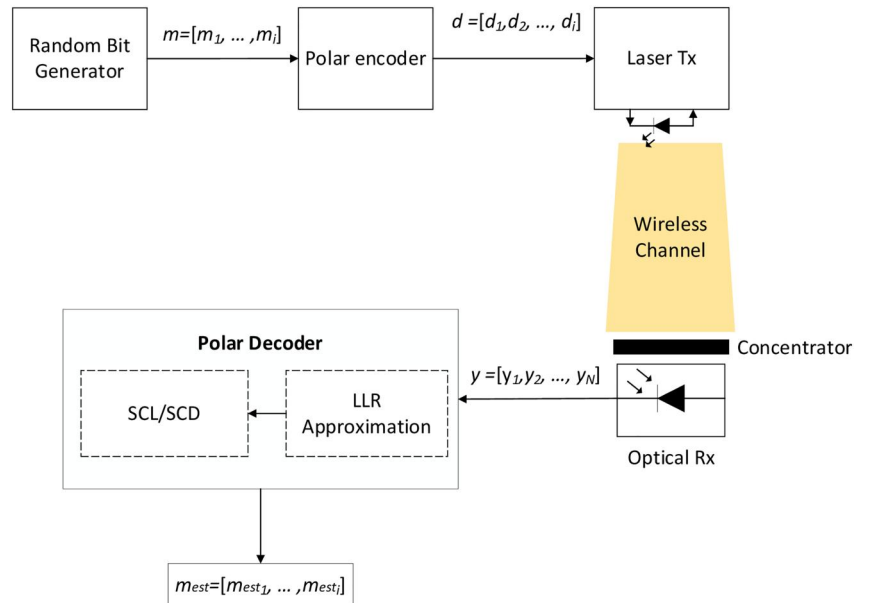 m=[m1, ... ,mi]
d = [d1,d2, ..., di]
Random Bit
Generator
Polar encoder
Laser Tx
Wireless
Channel
Concentrator
Polar Decoder
y =[y1,y2, ..., yN]
SCL/SCD
LLR
Approximation
Optical Rx
mest=[mest1, ... ,mesti]